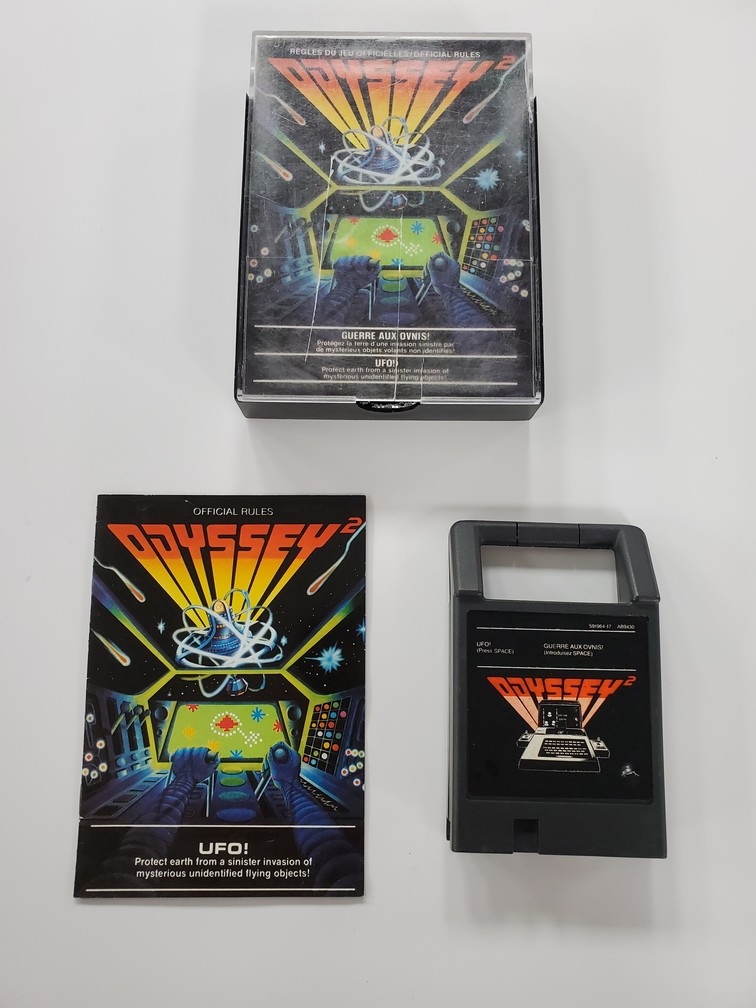 RÈGLES DU JEU OFFICIELLES/OFFICIAL RULES
ODYSSEY²
GUERRE AUX OVNIS!
Protégez la terre d'une invasion sinistre par
de mystérieux objets volants non identifiés!
UFO!
Protect earth from a sinister invasion of
mysterious unidentified flying objects!
OFFICIAL RULES
ODYSSEY²
UFO!
Protect earth from a sinister invasion of
mysterious unidentified flying objects!
591984-17 AB9430
UFO!
(Press SPACE)
GUERRE AUX OVNIS!
(Introduisez SPACE)
ODYSSEY²